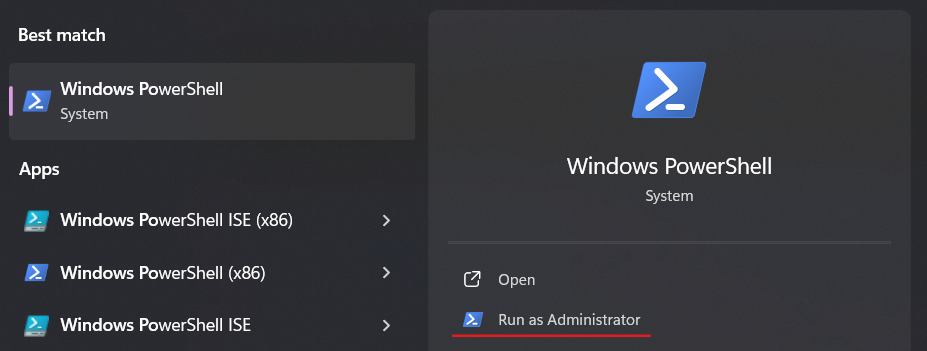 Best match
Windows PowerShell
System
Apps
Windows PowerShell ISE (x86)
Windows PowerShell (x86)
Windows PowerShell ISE
Windows PowerShell
System
Open
Run as Administrator